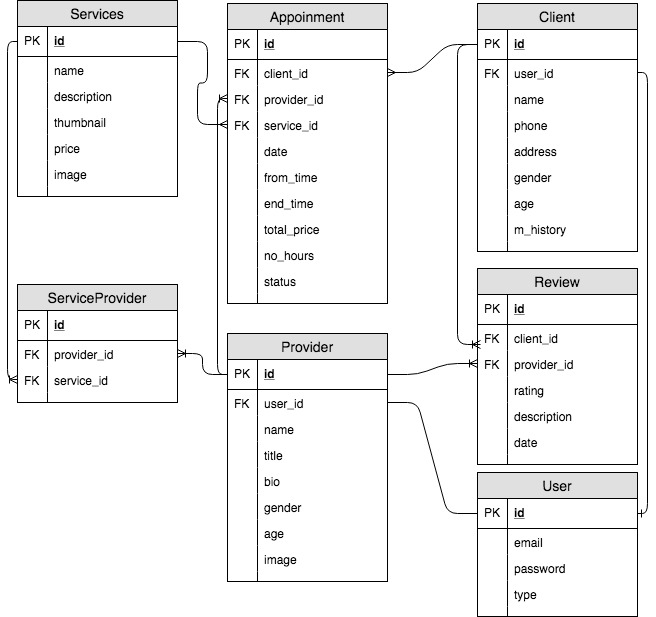 Services
PK id
name
description
thumbnail
price
image
Appoinment
PK id
FK client_id
FK provider_id
FK service_id
date
from_time
end_time
total_price
no_hours
status
Client
PK id
FK user_id
name
phone
address
gender
age
m_history
ServiceProvider
PK id
FK provider_id
FK service_id
Provider
PK id
FK user_id
name
title
bio
gender
age
image
Review
PK id
FK client_id
FK provider_id
rating
description
date
User
PK id
email
password
type